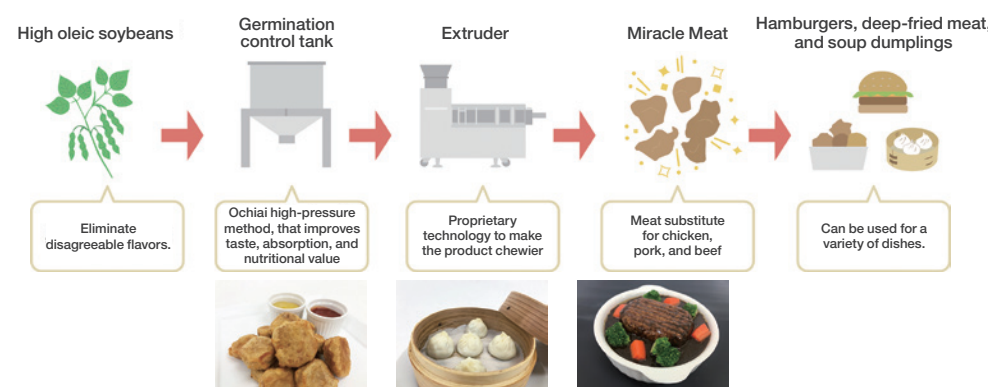 High oleic soybeans
Germination
control tank
Extruder
Miracle Meat
Hamburgers, deep-fried meat,
and soup dumplings
Eliminate
disagreeable flavors.
Ochiai high-pressure
method, that improves
taste, absorption, and
nutritional value
Proprietary
technology to make
the product chewier
Meat substitute
for chicken,
pork, and beef
Can be used for a
variety of dishes.